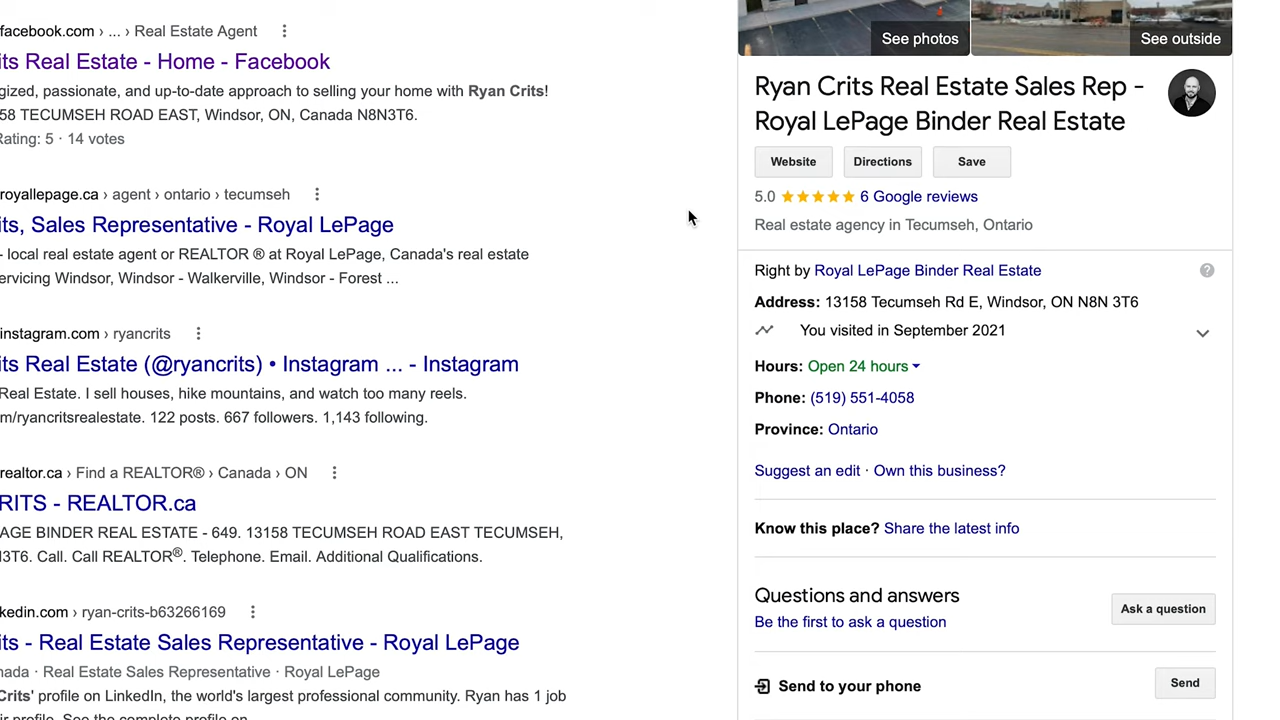 facebook.com › ... › Real Estate Agent
its Real Estate - Home - Facebook
gized, passionate, and up-to-date approach to selling your home with Ryan Crits!
58 TECUMSEH ROAD EAST, Windsor, ON, Canada N8N3T6.
Rating: 5 · 14 votes
royallepage.ca › agent › ontario › tecumseh
its, Sales Representative - Royal LePage
- local real estate agent or REALTOR ® at Royal LePage, Canada's real estate
ervicing Windsor, Windsor - Walkerville, Windsor - Forest ...
instagram.com › ryancrits
its Real Estate (@ryancrits) • Instagram ... - Instagram
Real Estate. I sell houses, hike mountains, and watch too many reels.
m/ryancritsrealestate. 122 posts. 667 followers. 1,143 following.
realtor.ca › Find a REALTOR® › Canada › ON
RITS - REALTOR.ca
AGE BINDER REAL ESTATE - 649. 13158 TECUMSEH ROAD EAST TECUMSEH,
I3T6. Call. Call REALTOR®. Telephone. Email. Additional Qualifications.
kedin.com › ryan-crits-b63266169
its - Real Estate Sales Representative - Royal LePage
nada · Real Estate Sales Representative · Royal LePage
Crits' profile on LinkedIn, the world's largest professional community. Ryan has 1 job
ir profile. See the complete profile on
See photos
See outside
Ryan Crits Real Estate Sales Rep -
Royal LePage Binder Real Estate
Website
Directions
Save
5.0 ★★★★★ 6 Google reviews
Real estate agency in Tecumseh, Ontario
Right by Royal LePage Binder Real Estate
Address: 13158 Tecumseh Rd E, Windsor, ON N8N 3T6
You visited in September 2021
Hours: Open 24 hours
Phone: (519) 551-4058
Province: Ontario
Suggest an edit · Own this business?
Know this place? Share the latest info
Questions and answers
Be the first to ask a question
Ask a question
Send to your phone
Send